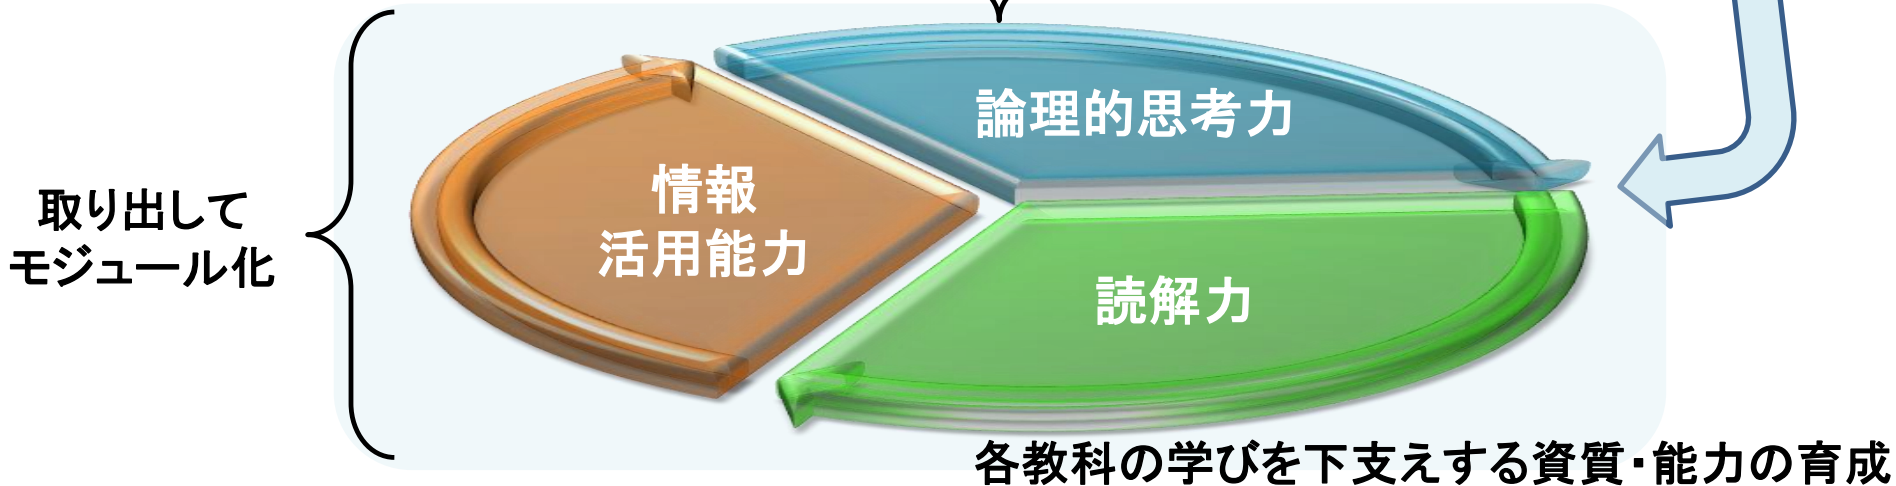 論理的思考力
情報
活用能力
取り出して
モジュール化
読解力
各教科の学びを下支えする資質・能力の育成